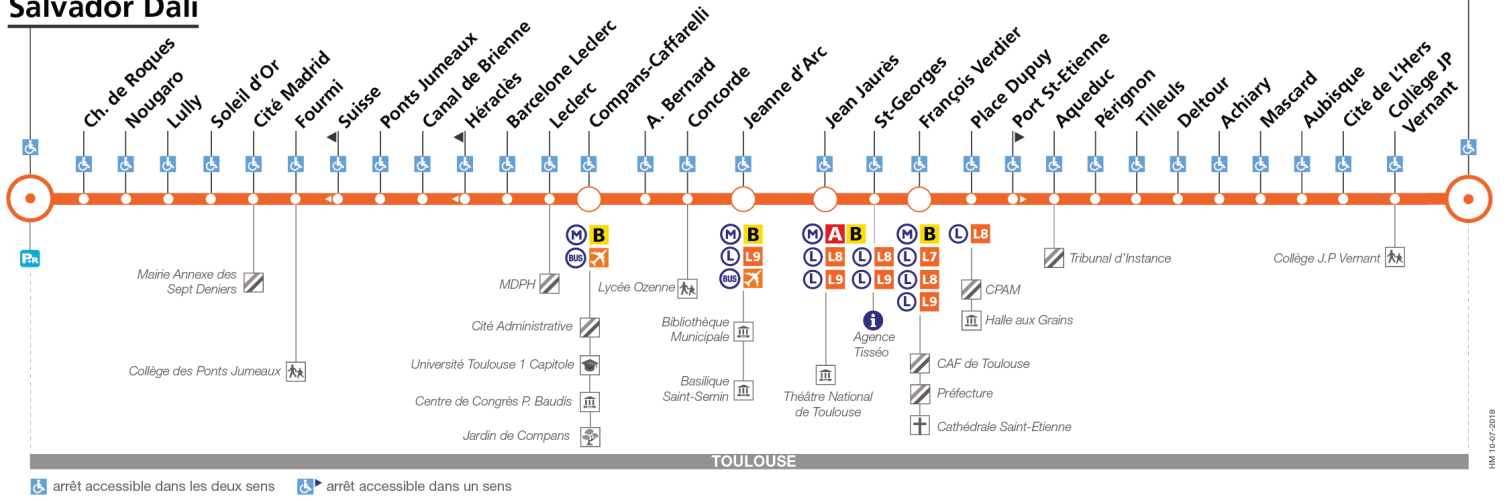 Salvador Dali
Ch. de Roques
Nougaro
Lully
Soleil d'Or
Cité Madrid
Fourmi
Suisse
Ponts Jumeaux
Canal de Brienne
Héraclès
Barcelone Leclerc
Leclerc
Compans-Caffarelli
A. Bernard
Concorde
Jeanne d'Arc
Jean Jaurès
St-Georges
François Verdier
Place Dupuy
Port St-Etienne
Aqueduc
Pérignon
Tilleuls
Deltour
Achiary
Mascard
Aubisque
Cité de L'Hers
Collège JP
Vernant
P+R
Mairie Annexe des
Sept Deniers
Collège des Ponts Jumeaux
MDPH
M B
BUS
Cité Administrative
Université Toulouse 1 Capitole
Centre de Congrès P. Baudis
Jardin de Compans
Lycée Ozenne
M B
L L9
BUS
Bibliothèque
Municipale
Basilique
Saint-Sernin
M A B
L L8
L L9
Théâtre National
de Toulouse
L L8
L L9
i
Agence
Tisséo
M B
L L7
L L8
L L9
CAF de Toulouse
Préfecture
Cathédrale Saint-Etienne
L L8
CPAM
Halle aux Grains
Tribunal d'Instance
Collège J.P Vernant
TOULOUSE
arrêt accessible dans les deux sens
arrêt accessible dans un sens
HM 10-07-2018